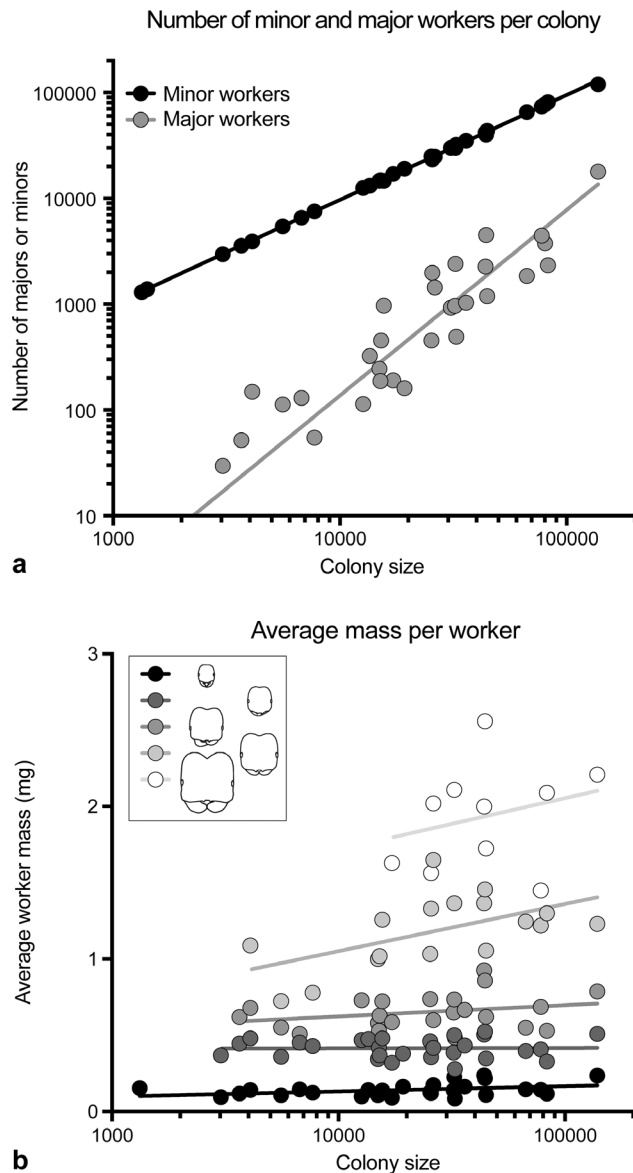 Number of minor and major workers per colony
100000
10000
1000
100
10
Number of majors or minors
Minor workers
Major workers
1000
10000
100000
Colony size
a
Average mass per worker
3
2
1
0
Average worker mass (mg)
1000
10000
100000
Colony size
b